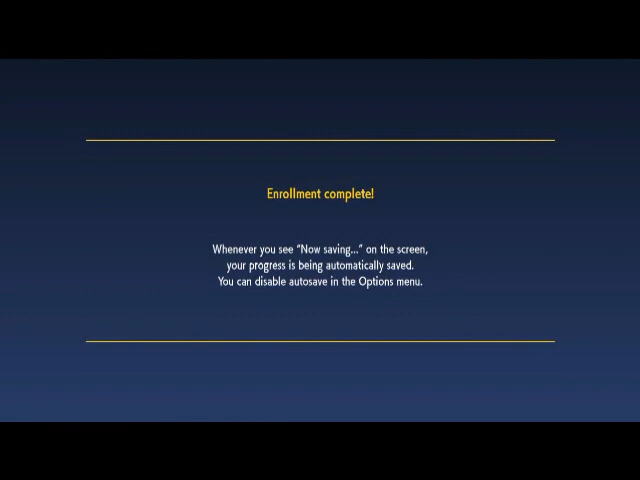 Enrollment complete!
Whenever you see “Now saving...” on the screen,
your progress is being automatically saved.
You can disable autosave in the Options menu.